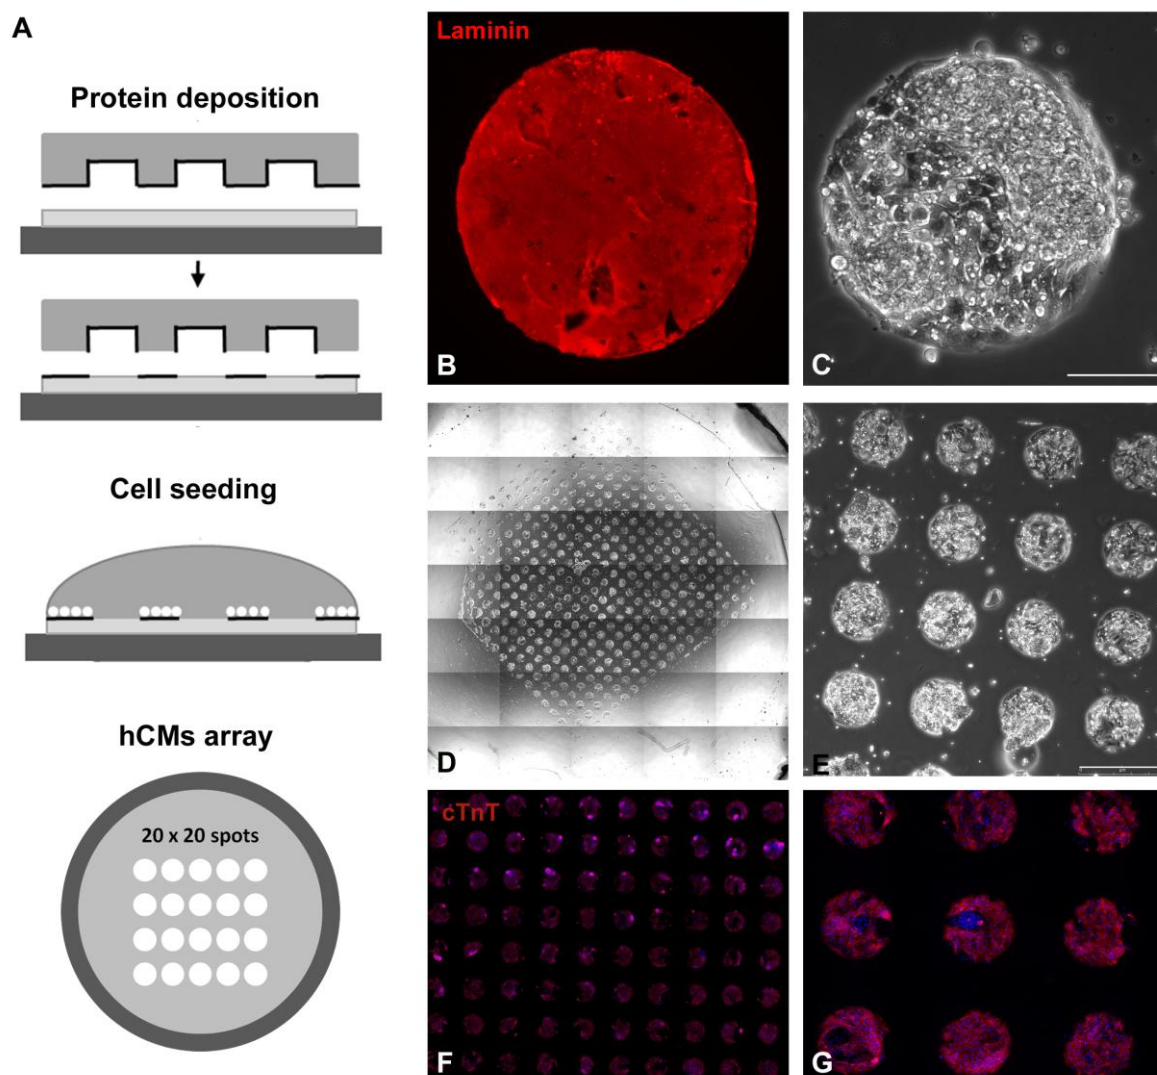 A
Protein deposition
Cell seeding
hCMs array
20 x 20 spots
Laminin
B
C
D
E
cTnT
F
G